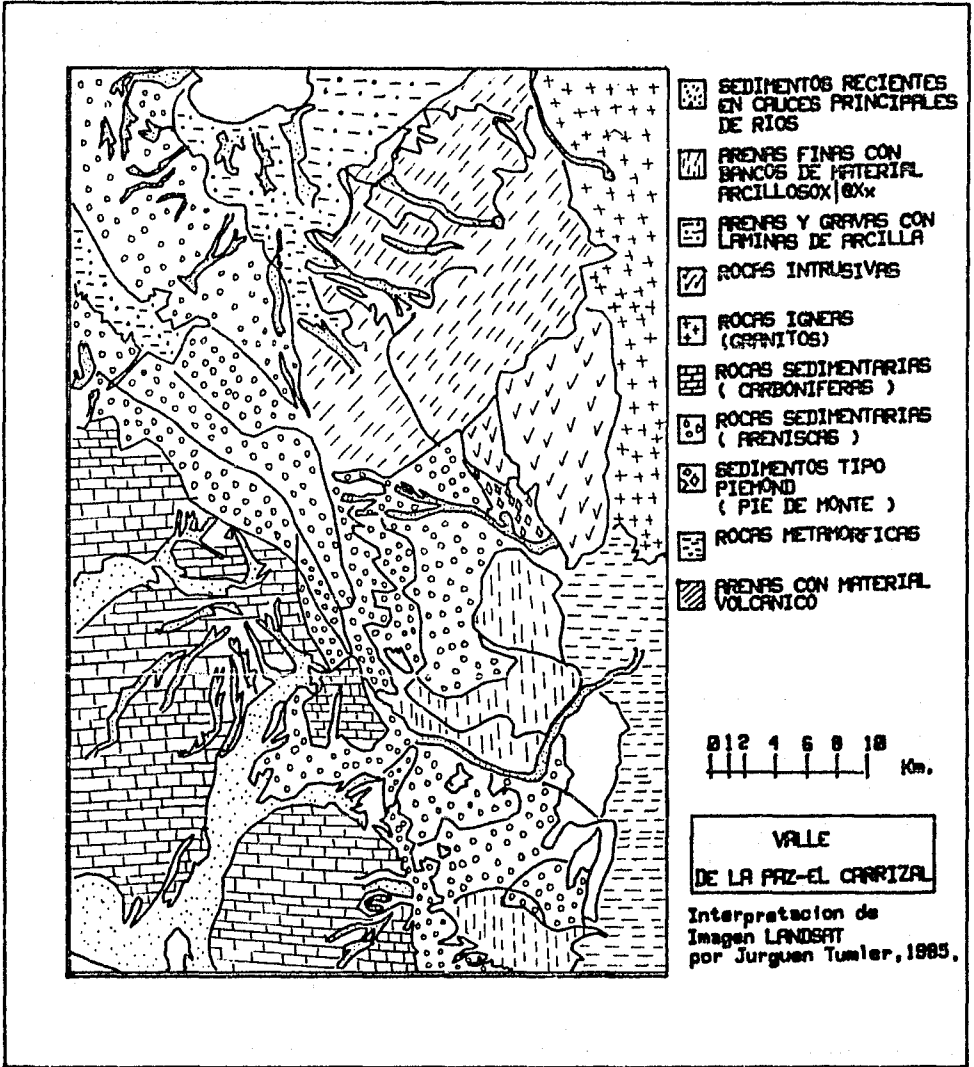 SEDIMENTOS RECIENTES
EN CAUCES PRINCIPALES
DE RIOS
ARENAS FINAS CON
BANCOS DE MATERIAL
ARCILLOSOX|@Xx
ARENAS Y GRAVAS CON
LAMINAS DE ARCILLA
ROCAS INTRUSIVAS
ROCAS IGNEAS
(GRANITOS)
ROCAS SEDIMENTARIAS
( CARBONIFERAS )
ROCAS SEDIMENTARIAS
( ARENISCAS )
SEDIMENTOS TIPO
PIEMOND
( PIE DE MONTE )
ROCAS METAMORFICAS
ARENAS CON MATERIAL
VOLCANICO
0 1 2 4 6 8 10
Km.
VALLE
DE LA PAZ-EL CARRIZAL
Interpretacion de
Imagen LANDSAT
por Jurguen Tumler, 1985.